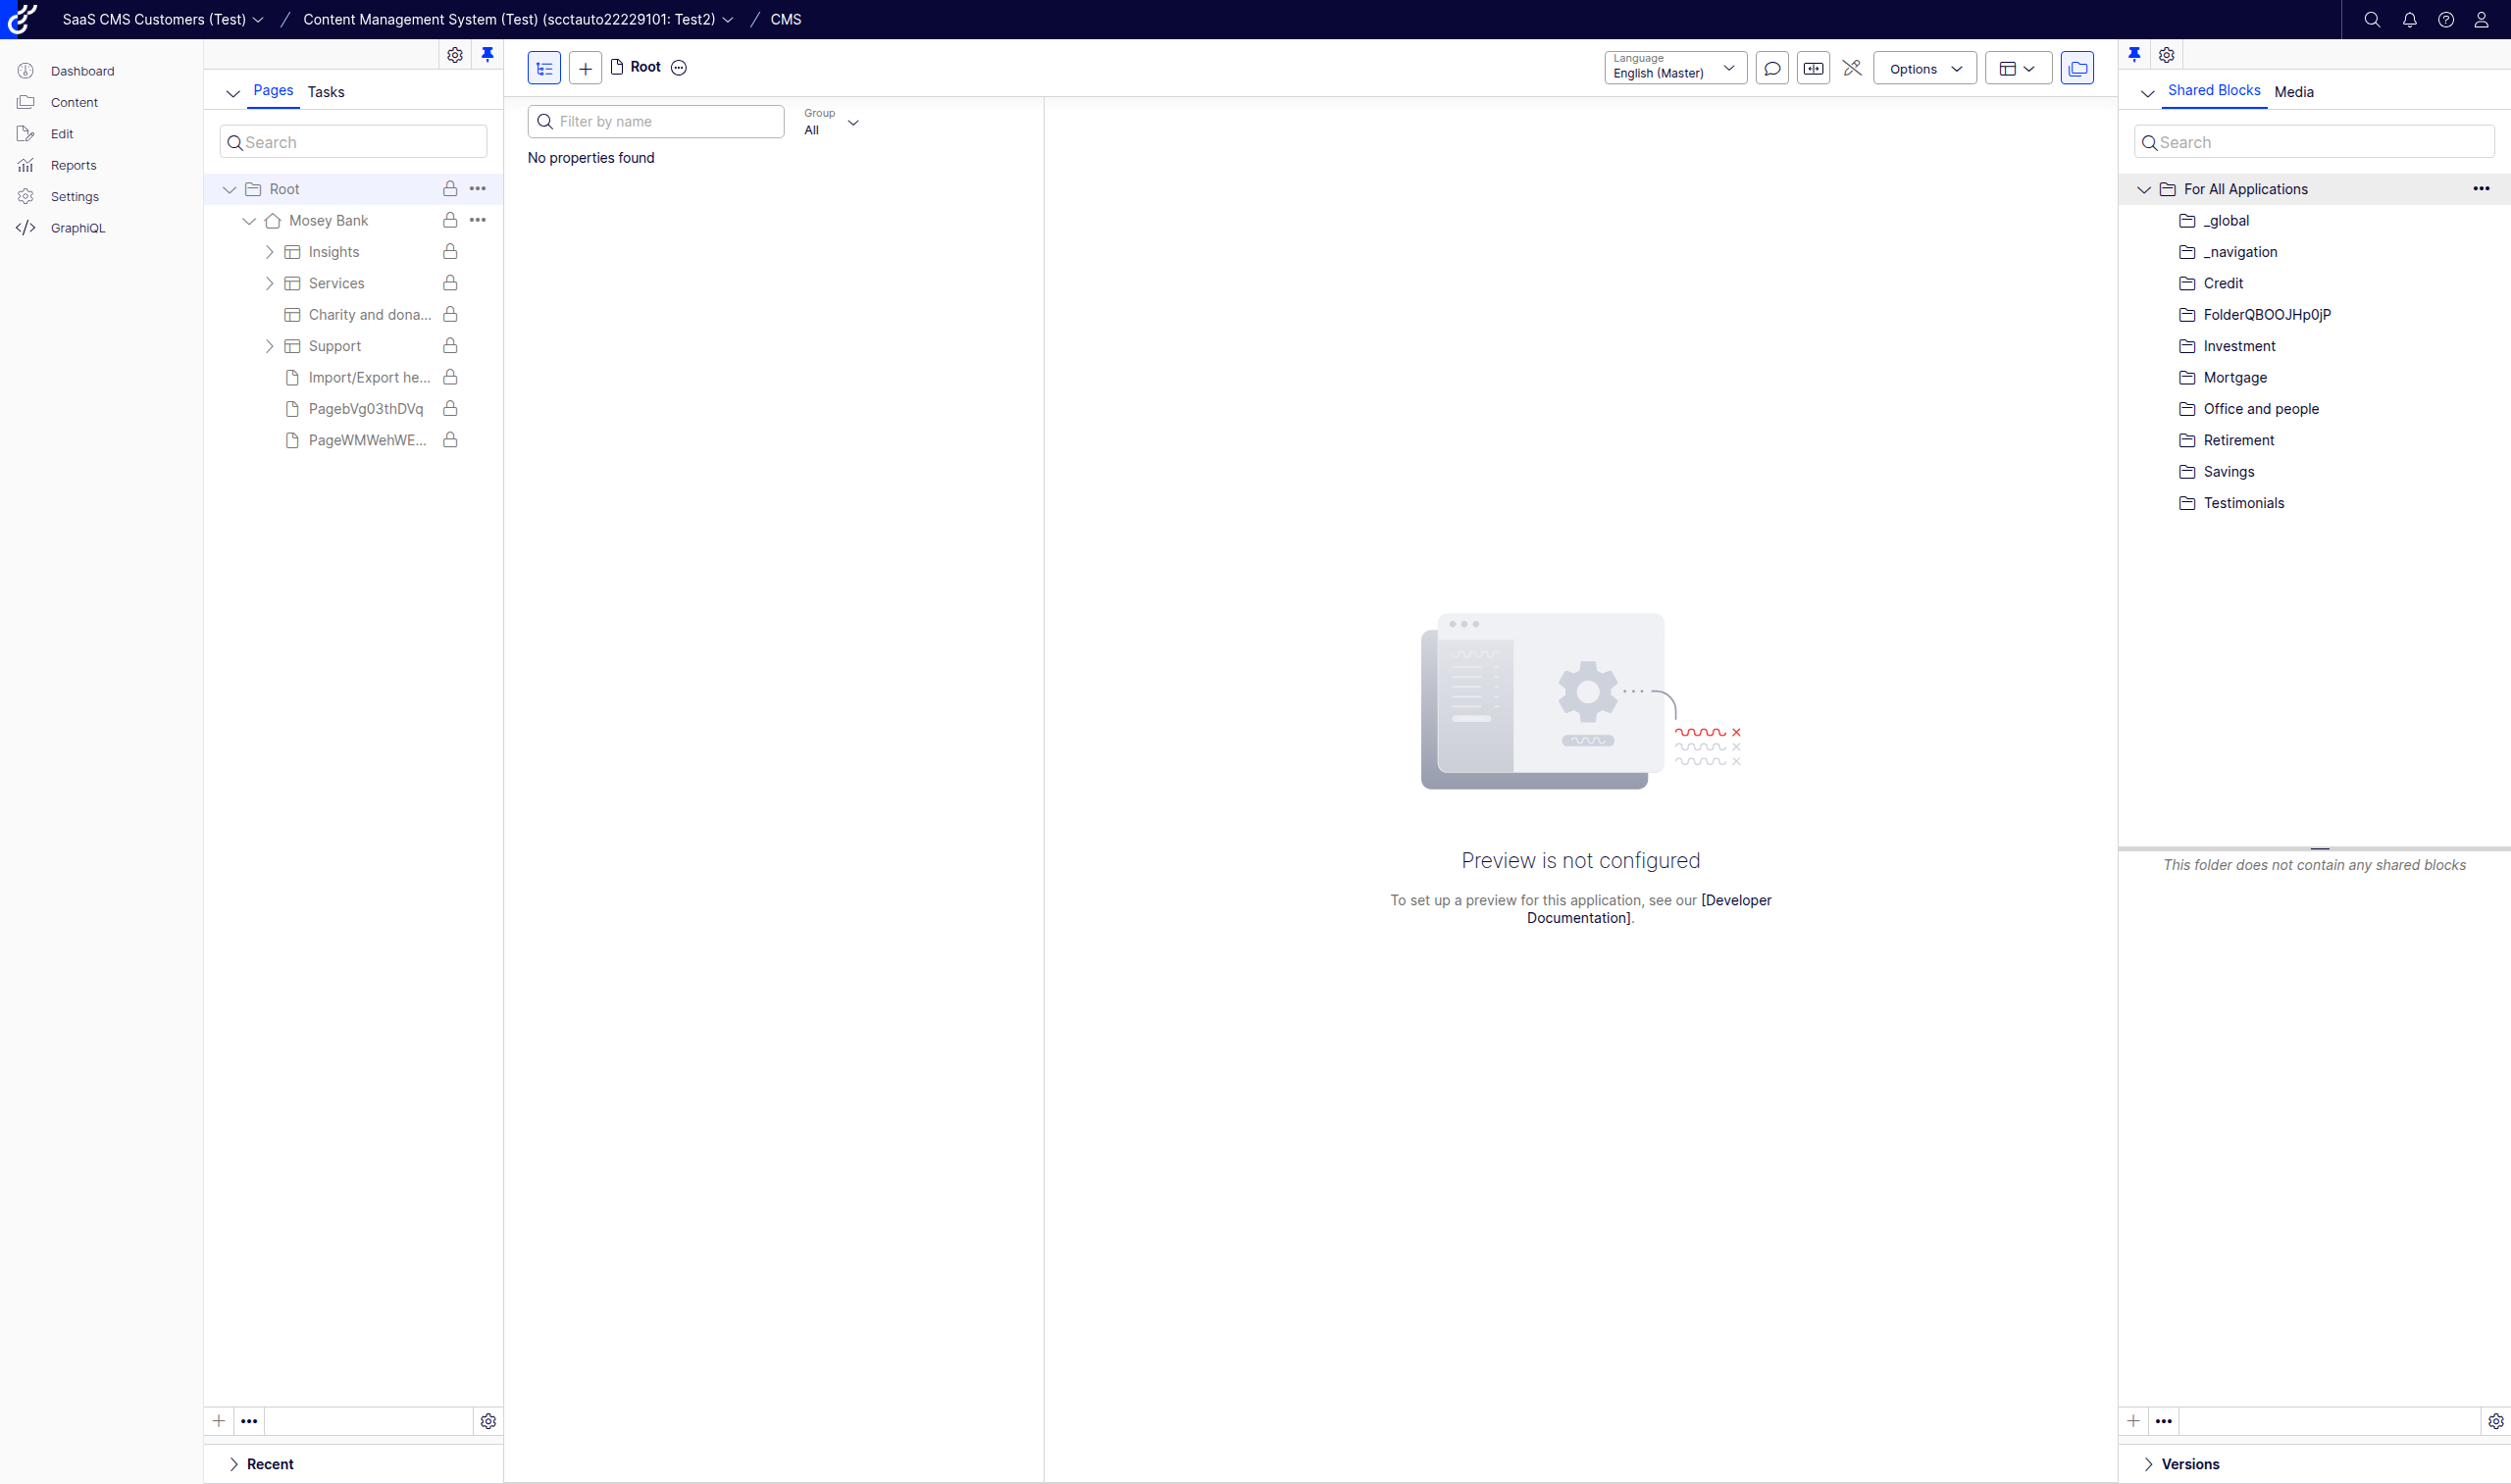 SaaS CMS Customers (Test) / Content Management System (Test) (scctauto22229101: Test2) / CMS
Dashboard
Content
Edit
Reports
Settings
GraphiQL
Pages Tasks
Search
Root
Mosey Bank
Insights
Services
Charity and dona...
Support
Import/Export he...
PagebVg03thDVq
PageWMWehWE...
Recent
Root
Language
English (Master)
Options
Filter by name
Group
All
No properties found
Preview is not configured
To set up a preview for this application, see our [Developer
Documentation].
Shared Blocks Media
Search
For All Applications
_global
_navigation
Credit
FolderQBOOJHp0jP
Investment
Mortgage
Office and people
Retirement
Savings
Testimonials
This folder does not contain any shared blocks
Versions